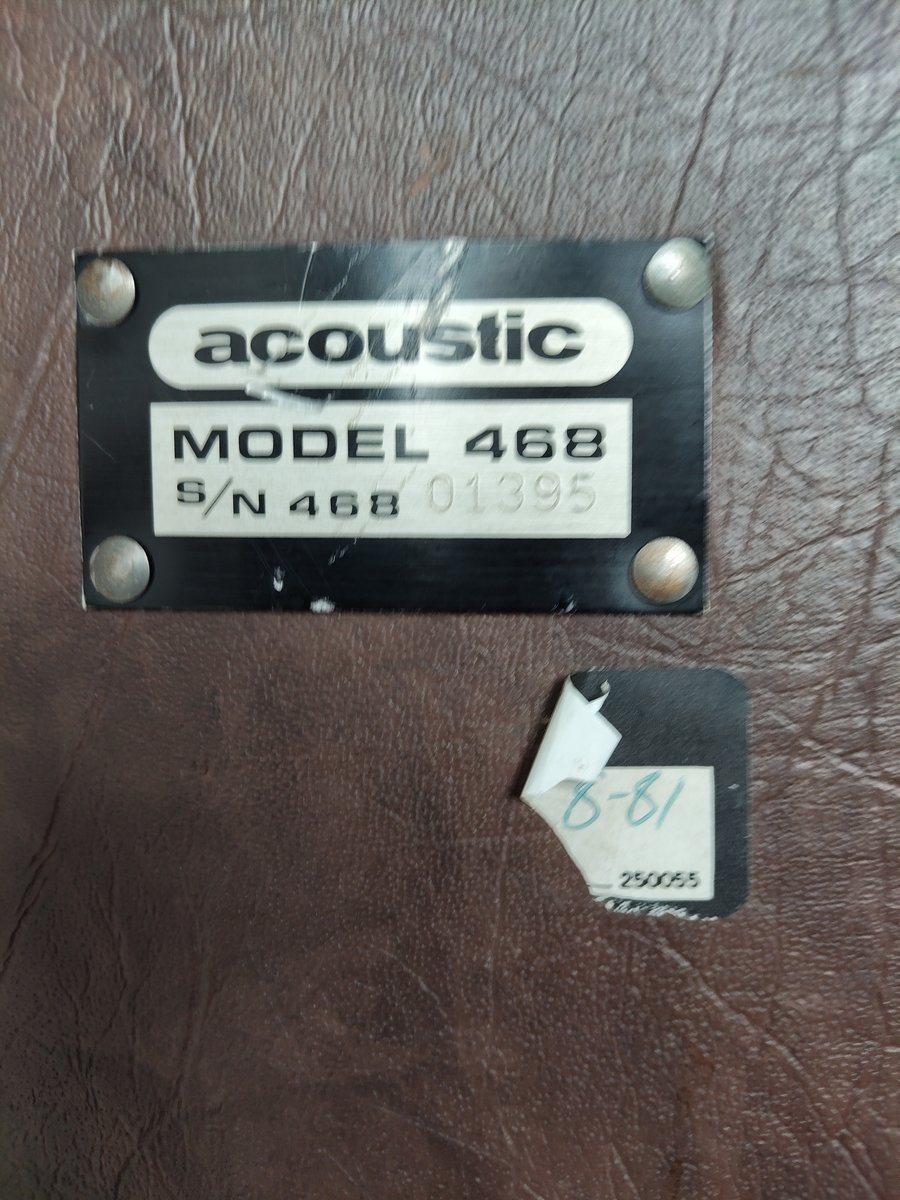 acoustic
MODEL 468
S/N 468 01395
8-81
250055